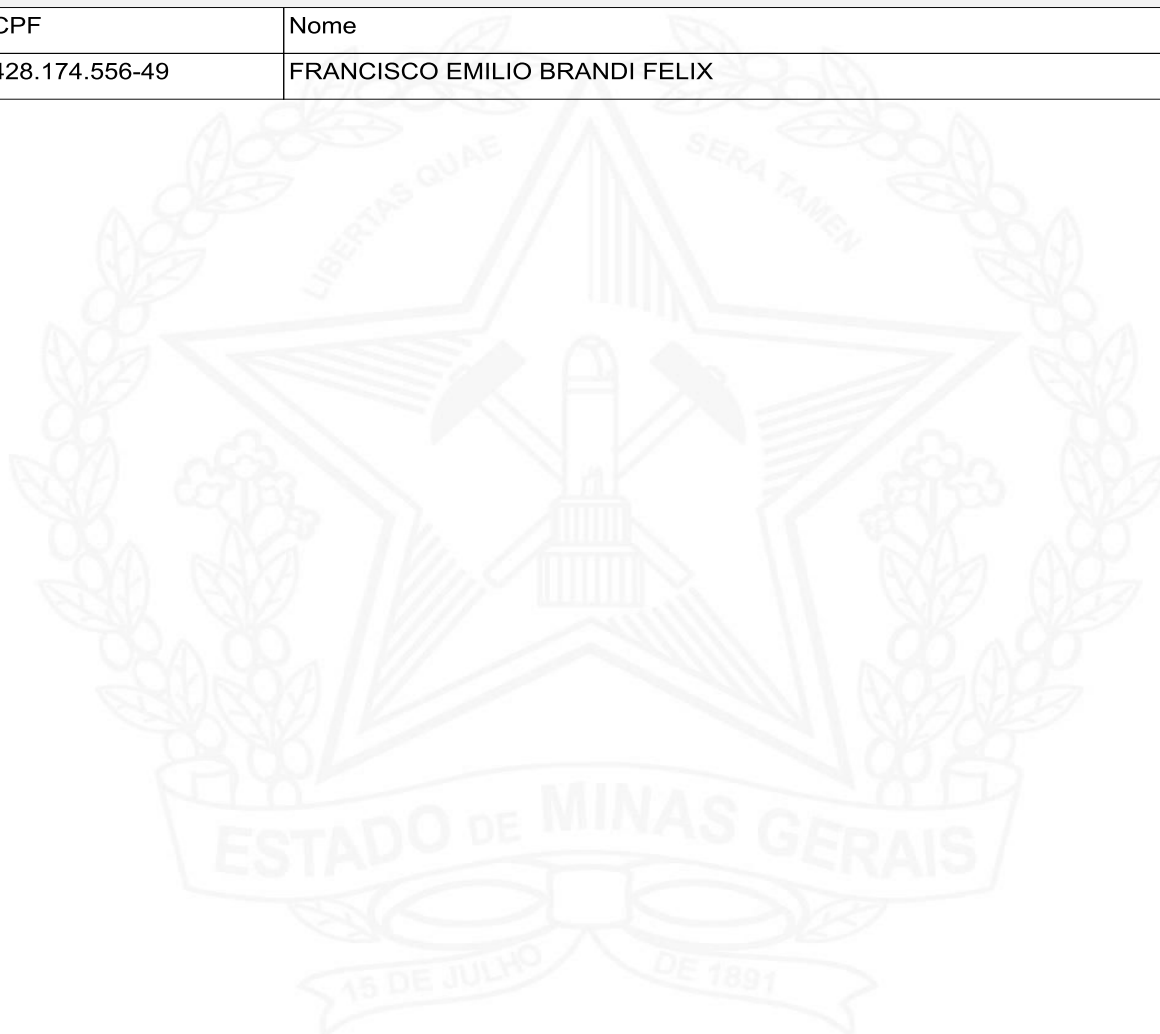 CPF Nome
428.174.556-49 FRANCISCO EMILIO BRANDI FELIX
LIBERTAS QUAE SERA TAMEN
ESTADO DE MINAS GERAIS
15 DE JULHO DE 1891